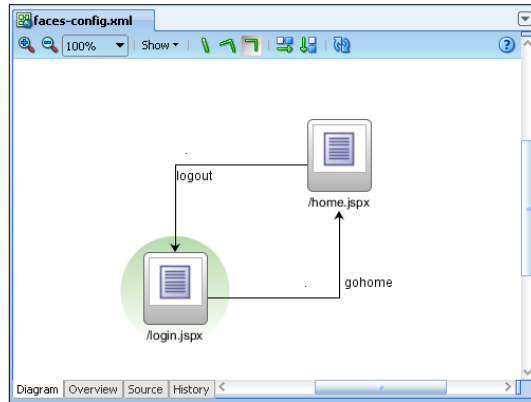 faces-config.xml
100% Show
logout
/home.jspx
gohome
/login.jspx
Diagram Overview Source History